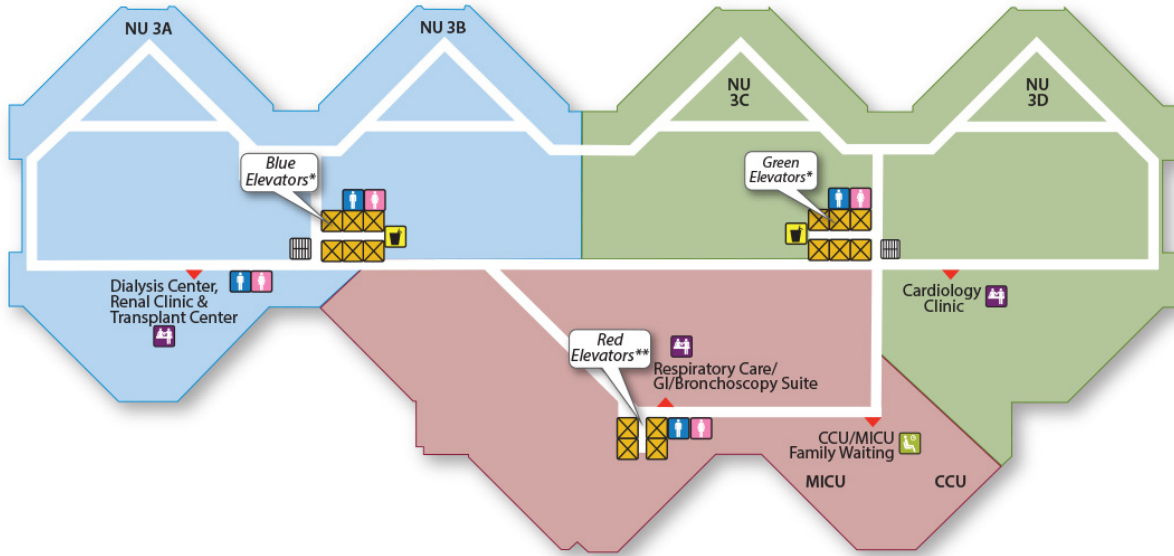 NU 3A
NU 3B
NU
3C
NU
3D
Blue
Elevators*
Green
Elevators*
Dialysis Center,
Renal Clinic &
Transplant Center
Cardiology
Clinic
Red
Elevators**
Respiratory Care/
GI/Bronchoscopy Suite
CCU/MICU
Family Waiting
MICU
CCU